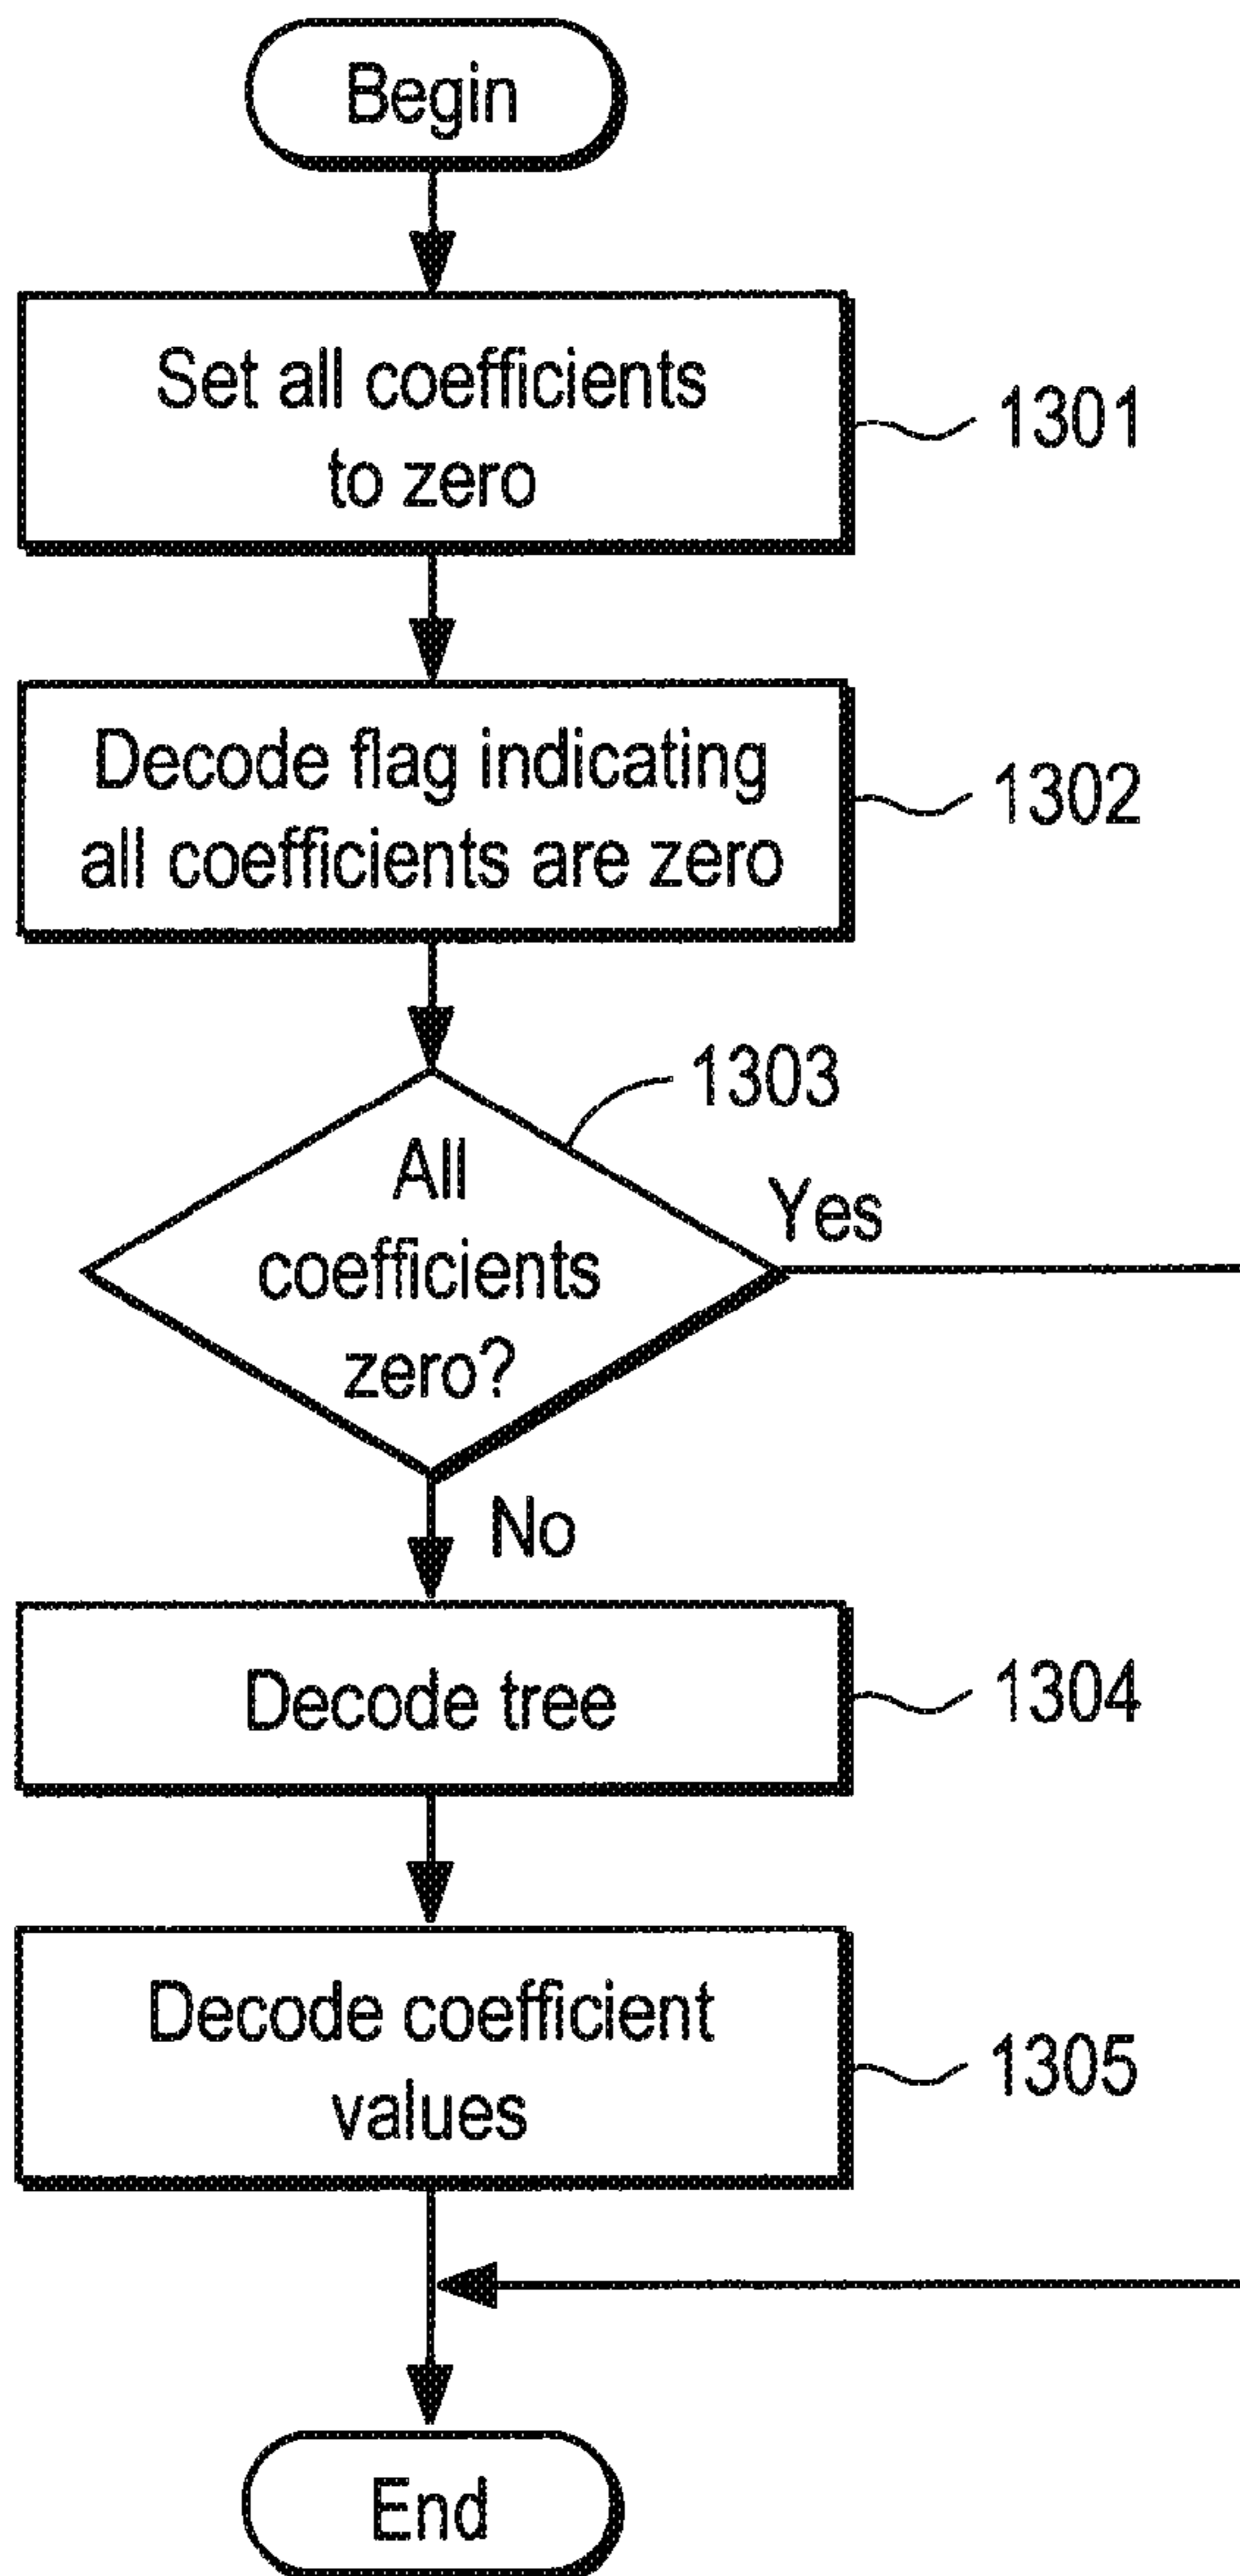 Begin
Set all coefficients
to zero
1301
Decode flag indicating
all coefficients are zero
1302
1303
All
coefficients
zero?
Yes
No
Decode tree
1304
Decode coefficient
values
1305
End